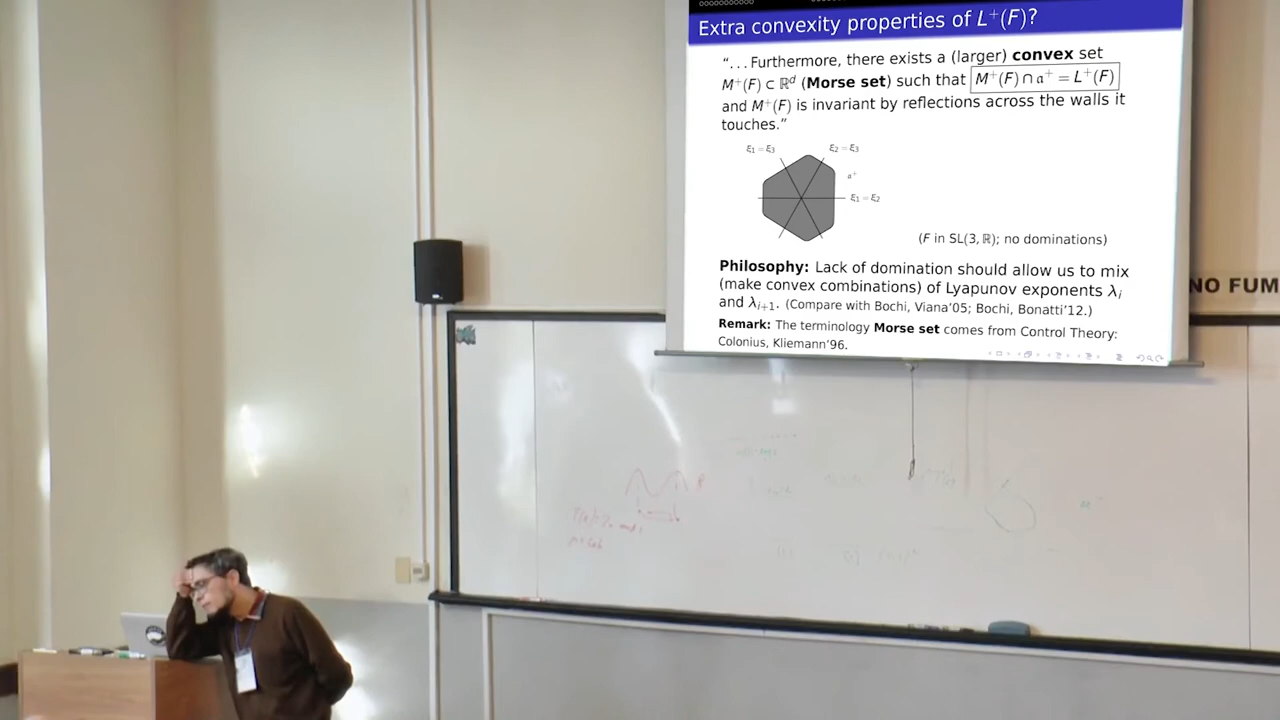 Extra convexity properties of L⁺(F)?
“...Furthermore, there exists a (larger) convex set
M⁺(F) ⊂ ℝᵈ (Morse set) such that M⁺(F) ∩ 𝔞⁺ = L⁺(F)
and M⁺(F) is invariant by reflections across the walls it
touches.“
ξ₁ = ξ₃
ξ₂ = ξ₃
𝔞⁺
ξ₁ = ξ₂
(F in SL(3, ℝ); no dominations)
Philosophy: Lack of domination should allow us to mix
(make convex combinations) of Lyapunov exponents λᵢ
and λᵢ₊₁. (Compare with Bochi, Viana’05; Bochi, Bonatti’12.)
Remark: The terminology Morse set comes from Control Theory:
Colonius, Kliemann’96.
NO FUM